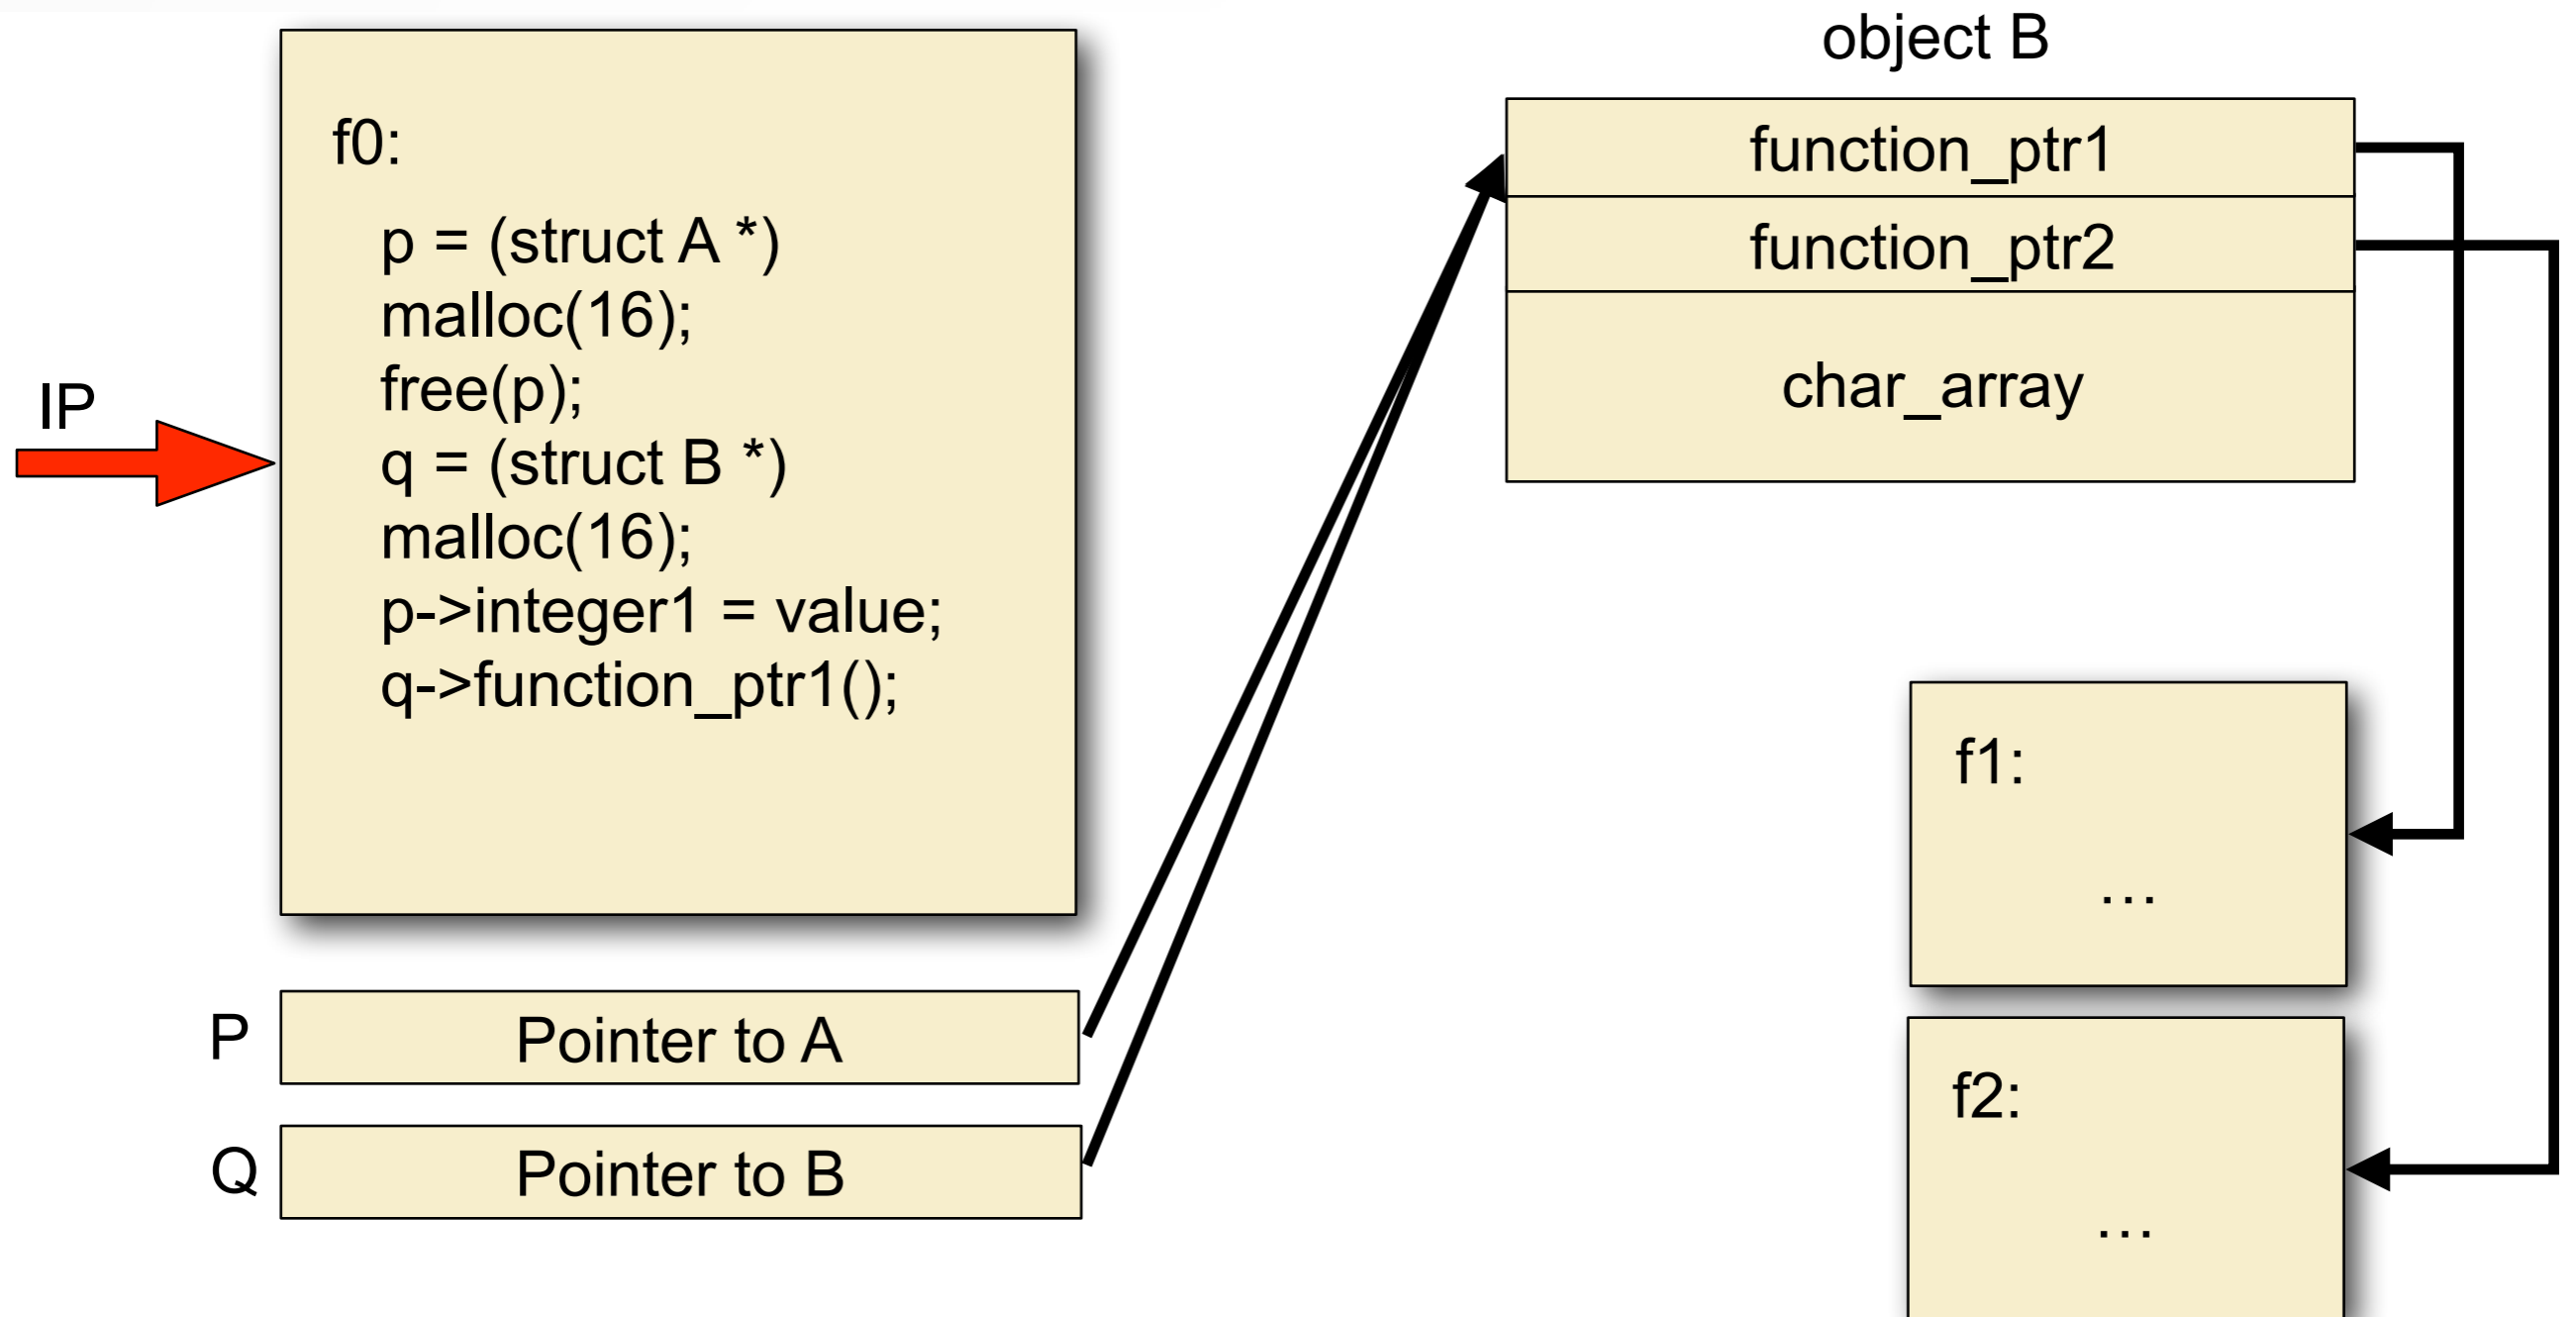 object B
f0:
p = (struct A *)
malloc(16);
free(p);
q = (struct B *)
malloc(16);
p->integer1 = value;
q->function_ptr1();
IP
function_ptr1
function_ptr2
char_array
f1:
…
f2:
…
P
Pointer to A
Q
Pointer to B